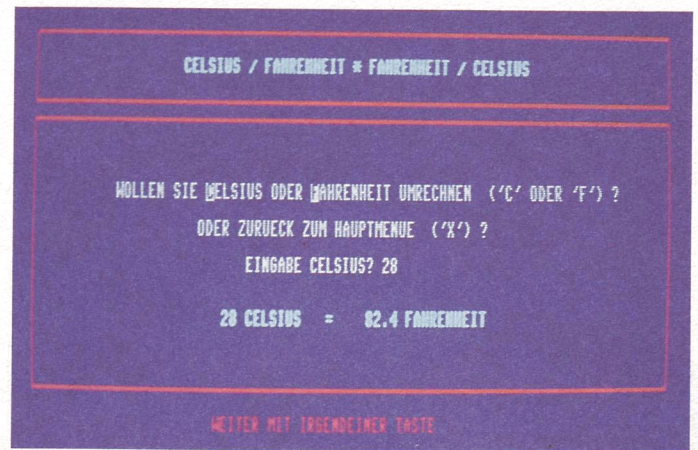 CELSIUS / FAHRENHEIT * FAHRENHEIT / CELSIUS
WOLLEN SIE CELSIUS ODER FAHRENHEIT UMRECHNEN ('C' ODER 'F') ?
ODER ZURUECK ZUM HAUPTMENUE ('X') ?
EINGABE CELSIUS? 28
28 CELSIUS = 82.4 FAHRENHEIT
WEITER MIT IRGENDEINER TASTE